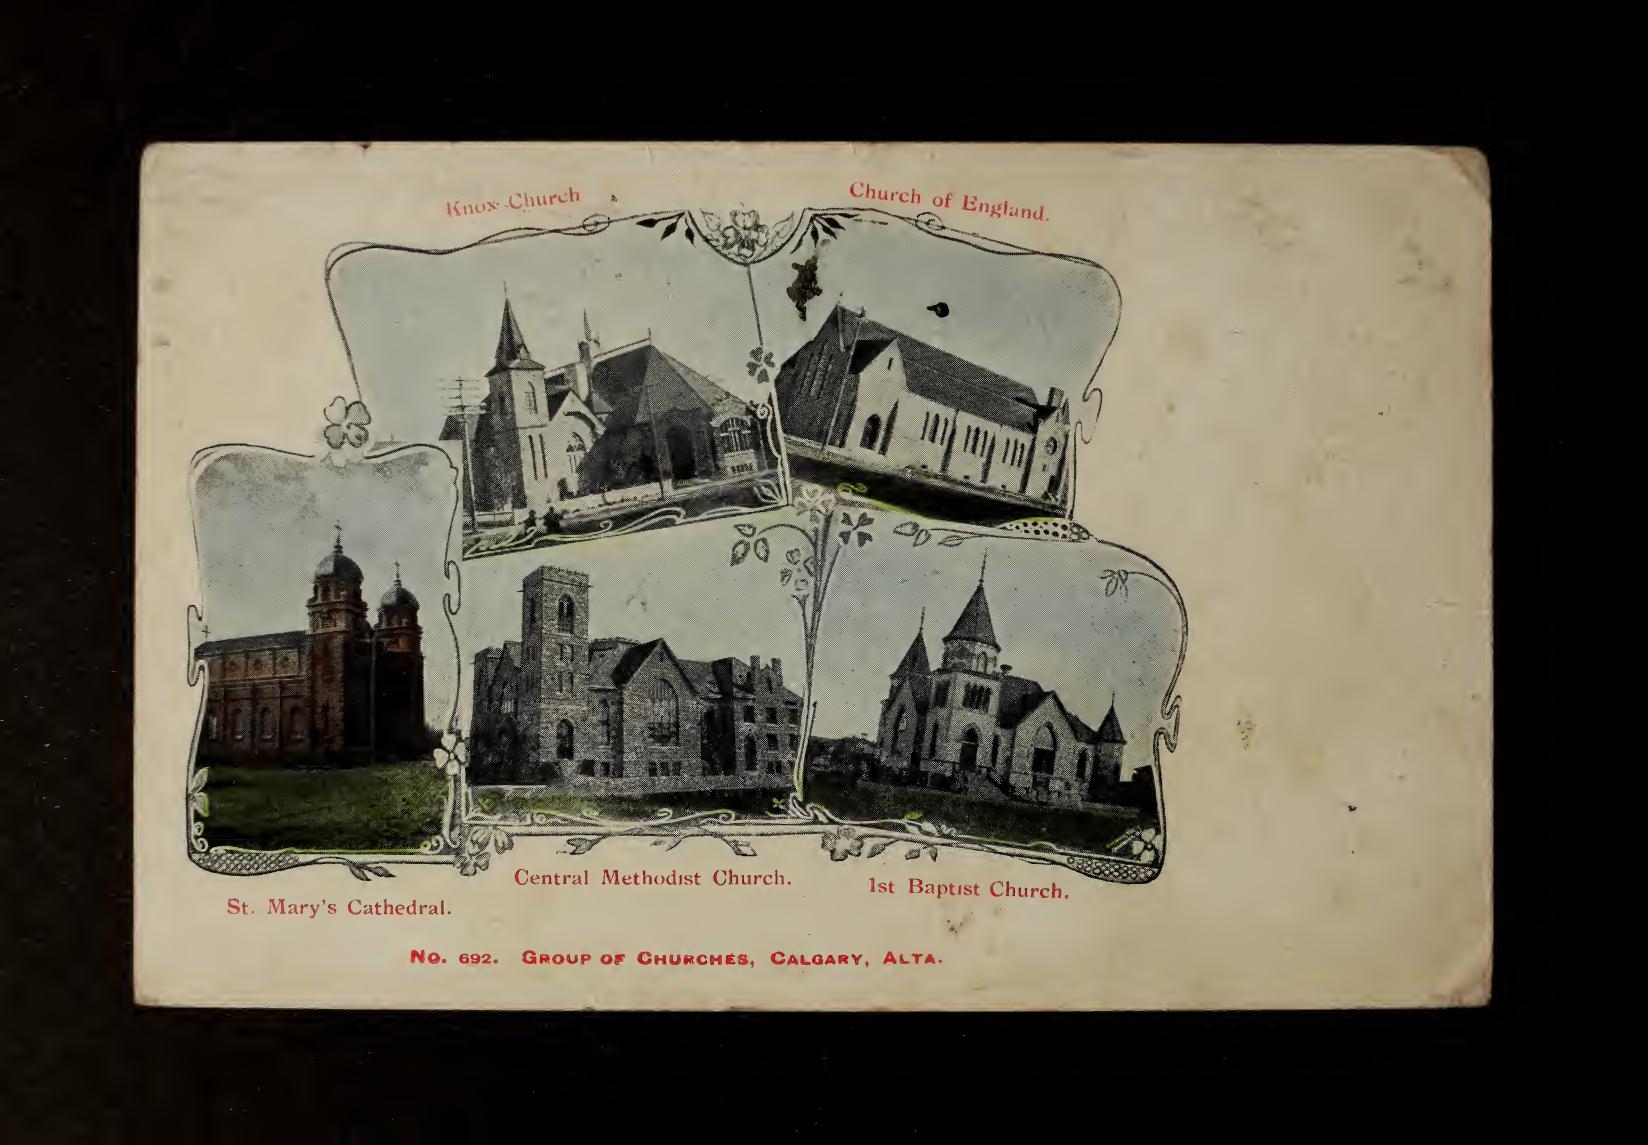 Knox Church
Church of England.
Central Methodist Church.
1st Baptist Church.
St. Mary's Cathedral.
No. 692. Group of Churches, Calgary, Alta.